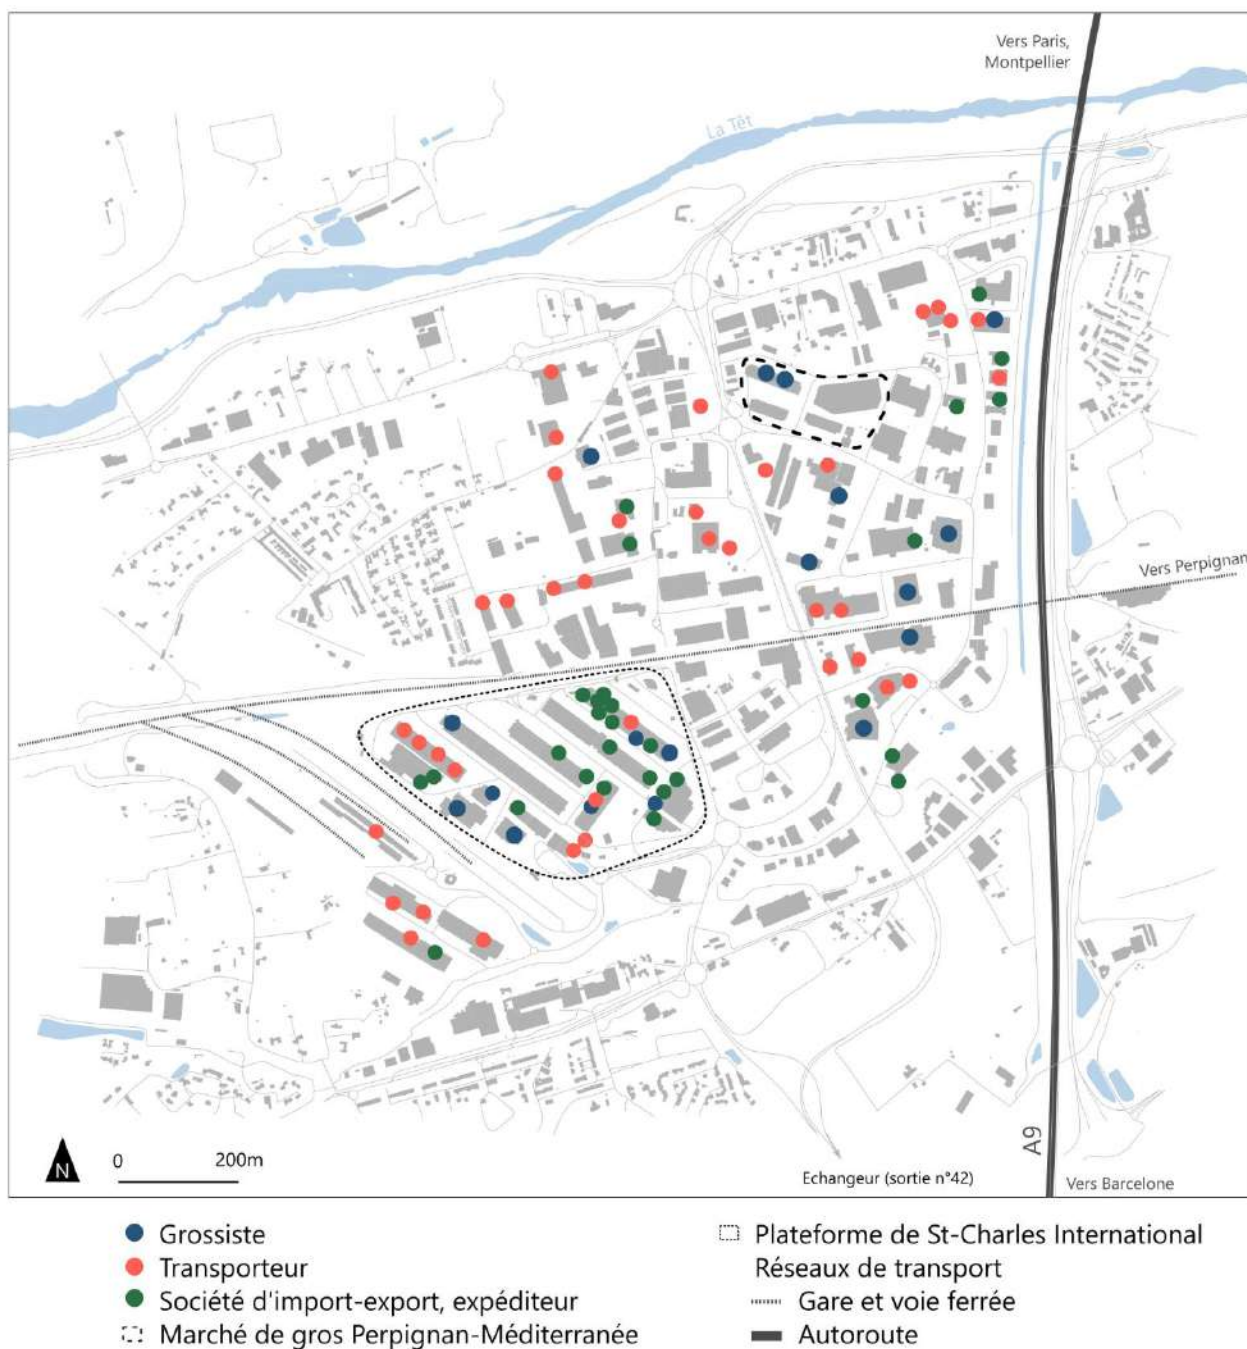 Vers Paris,
Montpellier
La Têt
Vers Perpignan
A9
N
0 200m
Echangeur (sortie n°42)
Vers Barcelone
Grossiste
Transporteur
Société d'import-export, expéditeur
Marché de gros Perpignan-Méditerranée
Plateforme de St-Charles International
Réseaux de transport
Gare et voie ferrée
Autoroute